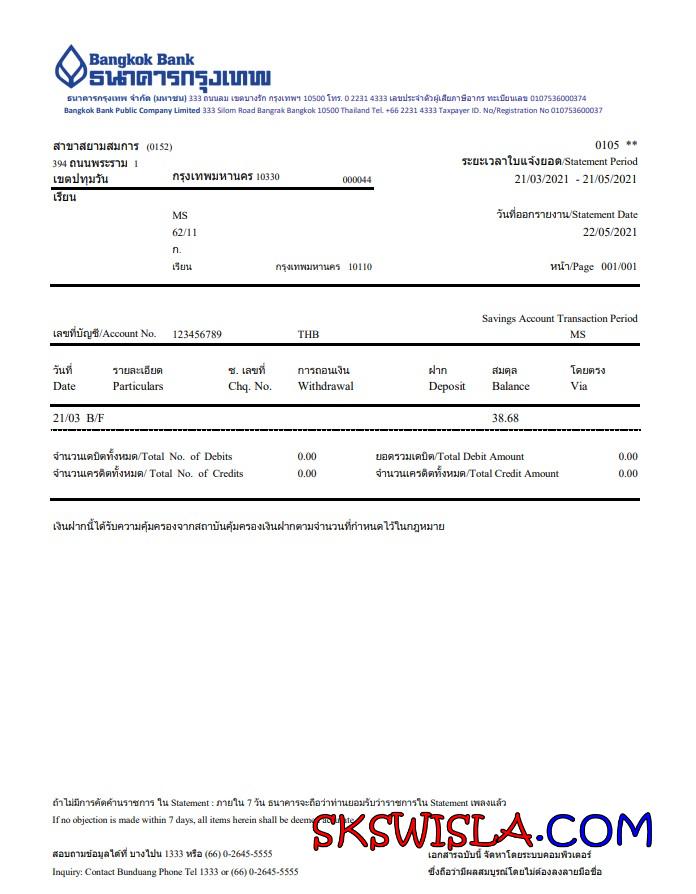 Bangkok Bank
ธนาคารกรุงเทพ
ธนาคารกรุงเทพ จำกัด (มหาชน) 333 ถนนลม เขตบางรัก กรุงเทพฯ 10500 โทร. 0 2231 4333 เลขประจำตัวผู้เสียภาษีอากร ทะเบียนเลข 0107536000374
Bangkok Bank Public Company Limited 333 Silom Road Bangrak Bangkok 10500 Thailand Tel. +66 2231 4333 Taxpayer ID. No/Registration No 010753600037
สาขาสยามสมการ (0152) 0105 **
394 ถนนพระราม 1 ระยะเวลาใบแจ้งยอด/Statement Period
เขตปทุมวัน กรุงเทพมหานคร 10330 000044 21/03/2021 - 21/05/2021
เรียน
MS วันที่ออกรายงาน/Statement Date
62/11 22/05/2021
ก.
เรียน กรุงเทพมหานคร 10110 หน้า/Page 001/001
Savings Account Transaction Period
เลขที่บัญชี/Account No. 123456789 THB MS
วันที่ รายละเอียด ช. เลขที่ การถอนเงิน ฝาก สมดุล โดยตรง
Date Particulars Chq. No. Withdrawal Deposit Balance Via
21/03 B/F 38.68
จำนวนเดบิตทั้งหมด/Total No. of Debits 0.00 ยอดรวมเดบิต/Total Debit Amount 0.00
จำนวนเครดิตทั้งหมด/ Total No. of Credits 0.00 จำนวนเครดิตทั้งหมด/Total Credit Amount 0.00
เงินฝากนี้ได้รับความคุ้มครองจากสถาบันคุ้มครองเงินฝากตามจำนวนที่กำหนดไว้ในกฎหมาย
ถ้าไม่มีการคัดค้านราชการ ใน Statement : ภายใน 7 วัน ธนาคารจะถือว่าท่านยอมรับว่าราชการใน Statement เพลงแล้ว
If no objection is made within 7 days, all items herein shall be deemed
SKSWISLA.COM
สอบถามข้อมูลได้ที่ บางไปน 1333 หรือ (66) 0-2645-5555 เอกสารฉบับนี้ จัดหาโดยระบบคอมพิวเตอร์
Inquiry: Contact Bunduang Phone Tel 1333 or (66) 0-2645-5555 ซึ่งถือว่ามีผลสมบูรณ์โดยไม่ต้องลงลายมือชื่อ